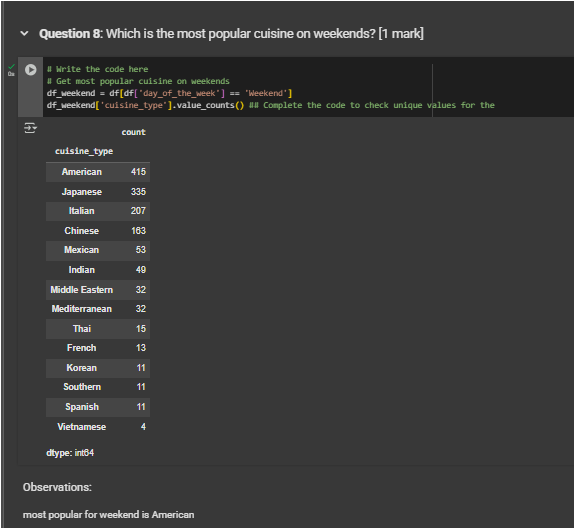 Question 8: Which is the most popular cuisine on weekends? [1 mark]
0s
# Write the code here
# Get most popular cuisine on weekends
df_weekend = df[df['day_of_the_week'] == 'Weekend']
df_weekend['cuisine_type'].value_counts() ## Complete the code to check unique values for the
count
cuisine_type
American 415
Japanese 335
Italian 207
Chinese 163
Mexican 53
Indian 49
Middle Eastern 32
Mediterranean 32
Thai 15
French 13
Korean 11
Southern 11
Spanish 11
Vietnamese 4
dtype: int64
Observations:
most popular for weekend is American